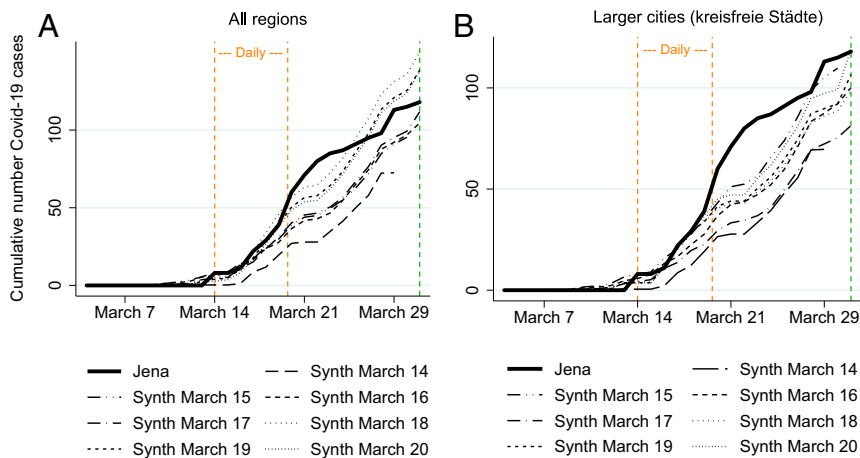 A
All regions
Cumulative number Covid-19 cases
--- Daily ---
100
50
0
March 7
March 14
March 21
March 29
Jena
Synth March 14
Synth March 15
Synth March 16
Synth March 17
Synth March 18
Synth March 19
Synth March 20
B
Larger cities (kreisfreie Städte)
--- Daily ---
100
50
0
March 7
March 14
March 21
March 29
Jena
Synth March 14
Synth March 15
Synth March 16
Synth March 17
Synth March 18
Synth March 19
Synth March 20